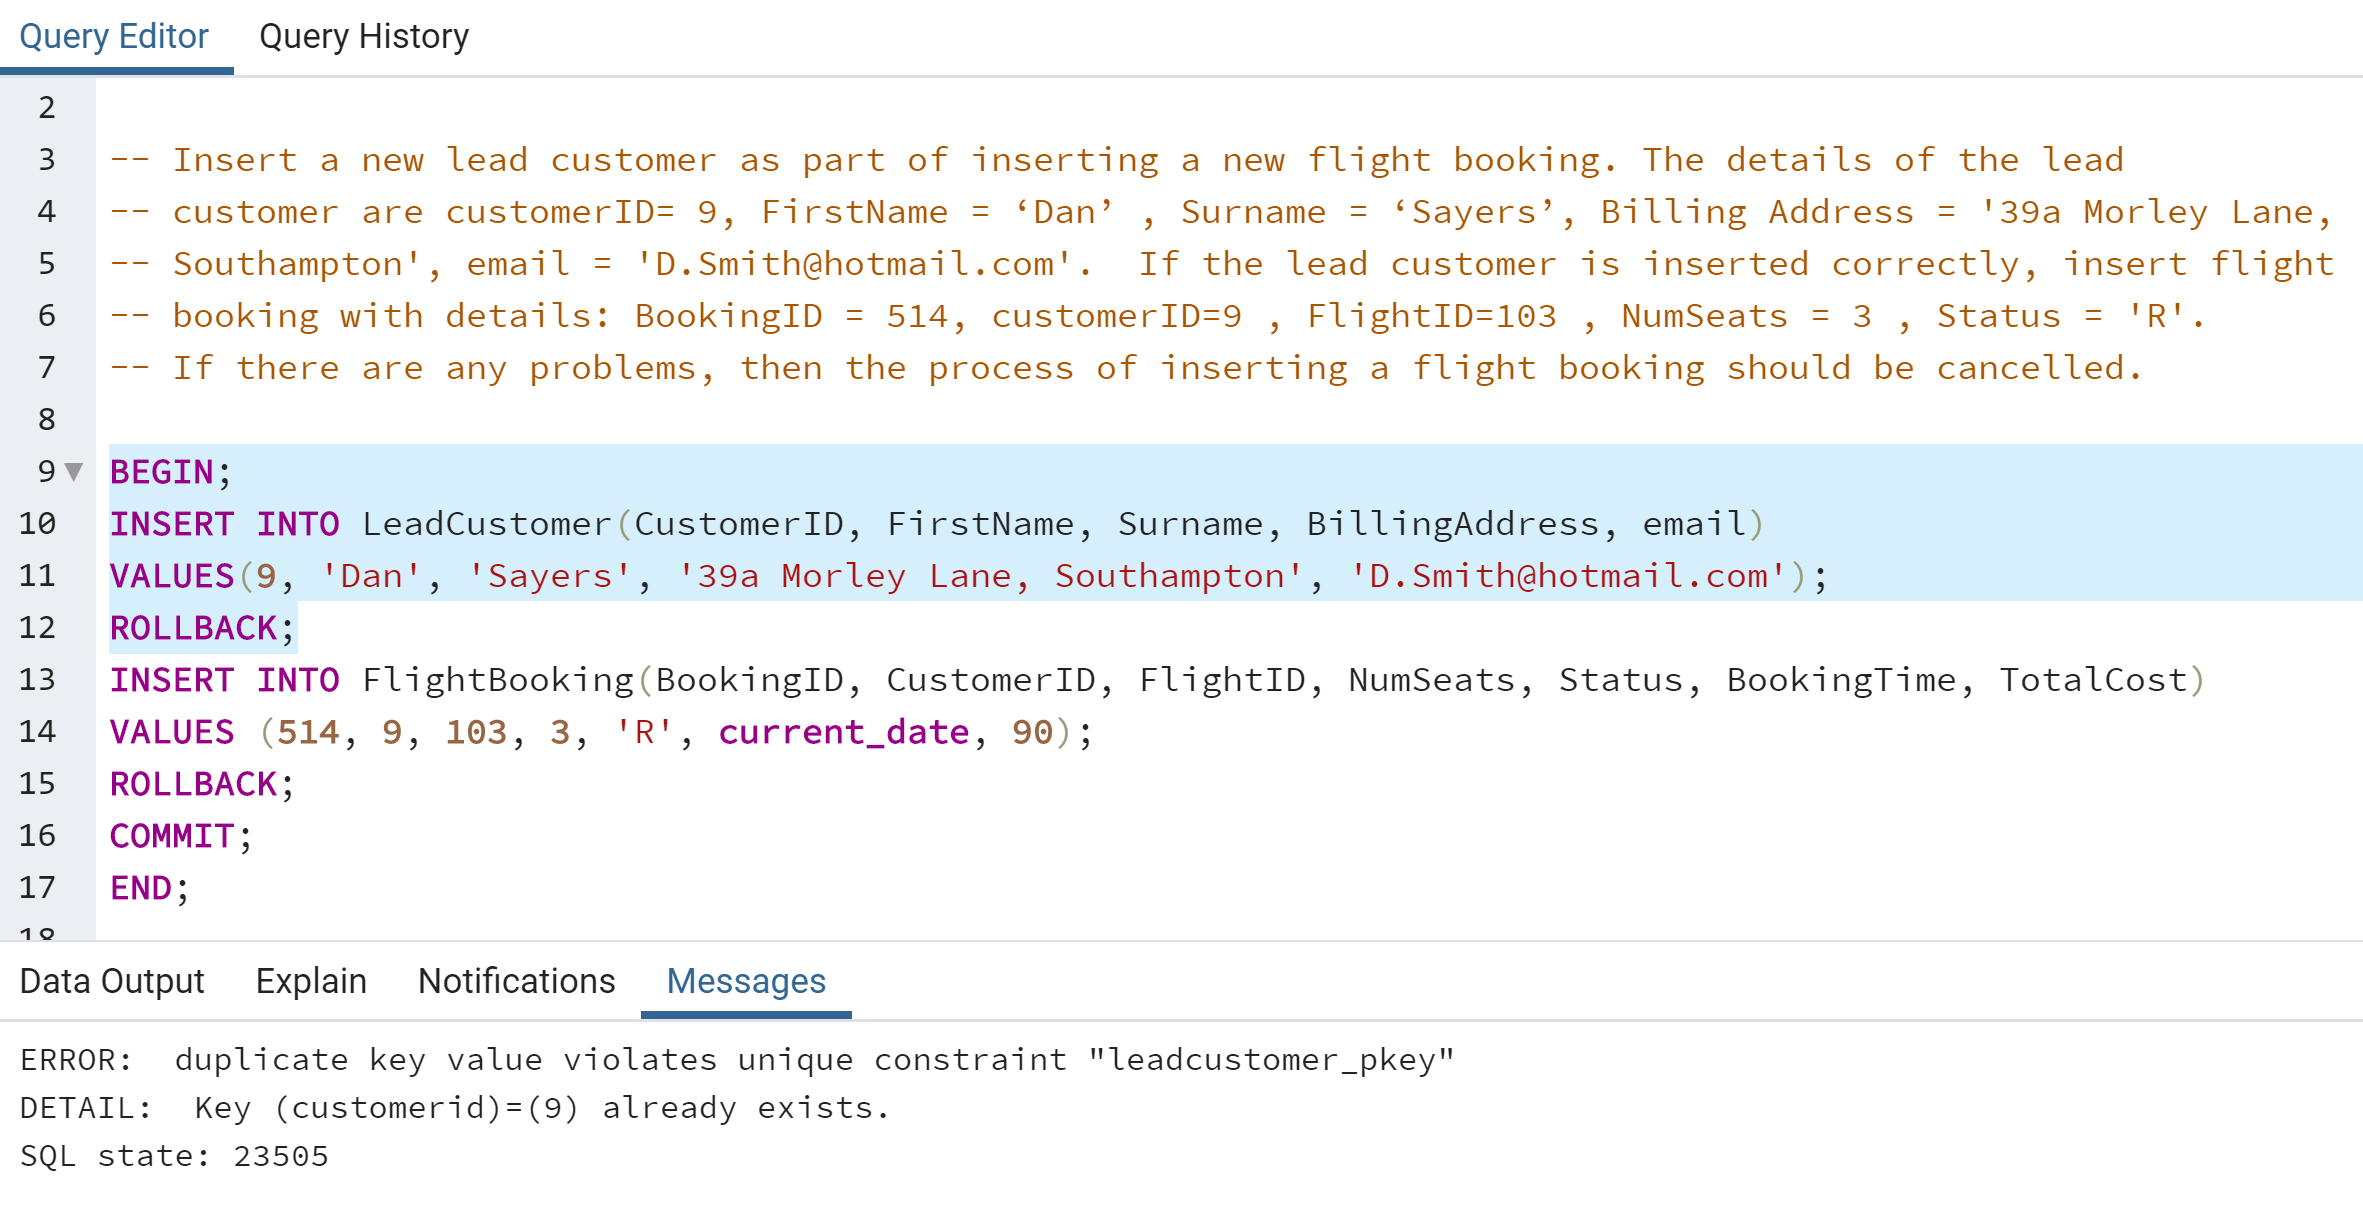 Query Editor Query History
2
3 -- Insert a new lead customer as part of inserting a new flight booking. The details of the lead
4 -- customer are customerID= 9, FirstName = ‘Dan’ , Surname = ‘Sayers’, Billing Address = '39a Morley Lane,
5 -- Southampton', email = 'D.Smith@hotmail.com'.  If the lead customer is inserted correctly, insert flight
6 -- booking with details: BookingID = 514, customerID=9 , FlightID=103 , NumSeats = 3 , Status = 'R'.
7 -- If there are any problems, then the process of inserting a flight booking should be cancelled.
8
9 BEGIN;
10 INSERT INTO LeadCustomer(CustomerID, FirstName, Surname, BillingAddress, email)
11 VALUES(9, 'Dan', 'Sayers', '39a Morley Lane, Southampton', 'D.Smith@hotmail.com');
12 ROLLBACK;
13 INSERT INTO FlightBooking(BookingID, CustomerID, FlightID, NumSeats, Status, BookingTime, TotalCost)
14 VALUES (514, 9, 103, 3, 'R', current_date, 90);
15 ROLLBACK;
16 COMMIT;
17 END;
18
Data Output Explain Notifications Messages
ERROR:  duplicate key value violates unique constraint "leadcustomer_pkey"
DETAIL:  Key (customerid)=(9) already exists.
SQL state: 23505